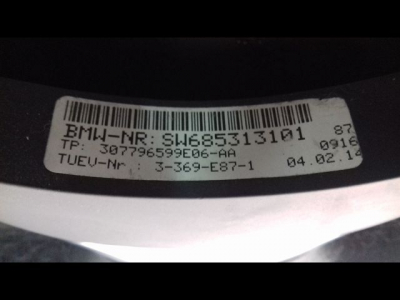 BMW-NR: SW685313101 87
TP: 307796599E06-AA 0916
TUEV-Nr : 3-369-E87-1 04.02.14